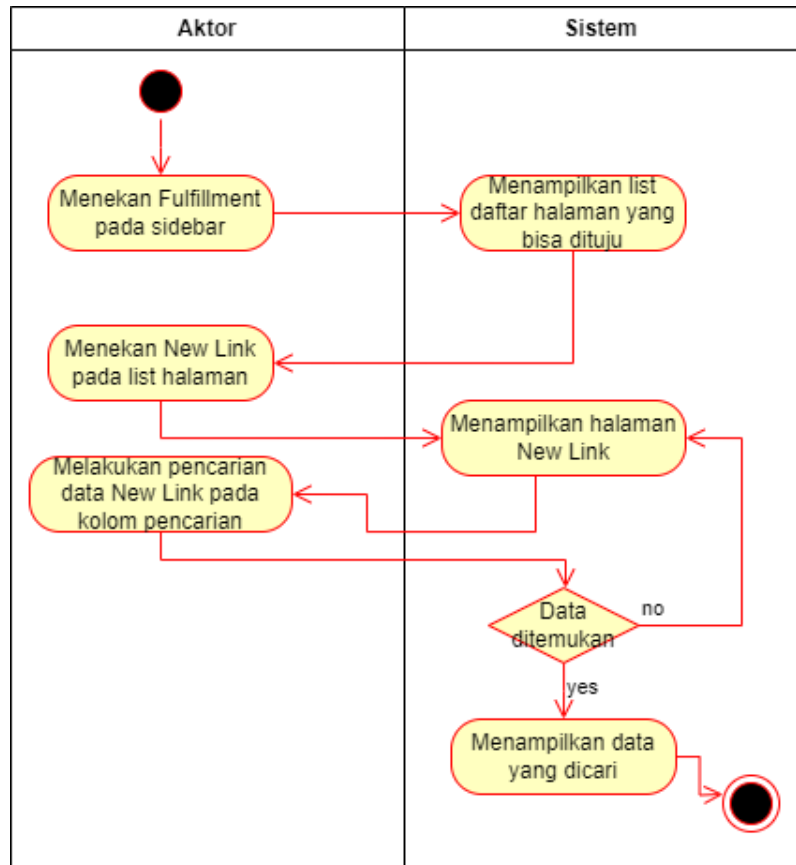 Aktor
Sistem
Menekan Fulfillment
pada sidebar
Menampilkan list
daftar halaman yang
bisa dituju
Menekan New Link
pada list halaman
Menampilkan halaman
New Link
Melakukan pencarian
data New Link pada
kolom pencarian
Data
ditemukan
no
yes
Menampilkan data
yang dicari